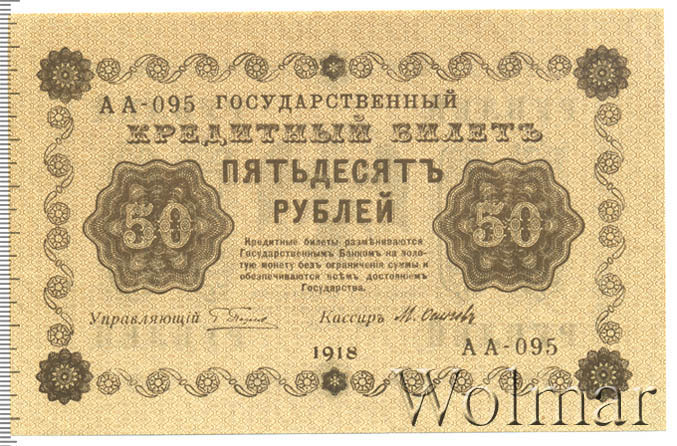 АА-095 ГОСУДАРСТВЕННЫЙ
КРЕДИТНЫЙ БИЛЕТЪ
ПЯТЬДЕСЯТЪ
РУБЛЕЙ
50
50
Кредитные билеты размѣниваются
Государственнымъ Банкомъ на золо-
тую монету безъ ограниченія суммы и
обезпечиваются всѣмъ достояніемъ
Государства.
Управляющій
Кассиръ
1918
АА-095
Wolmar